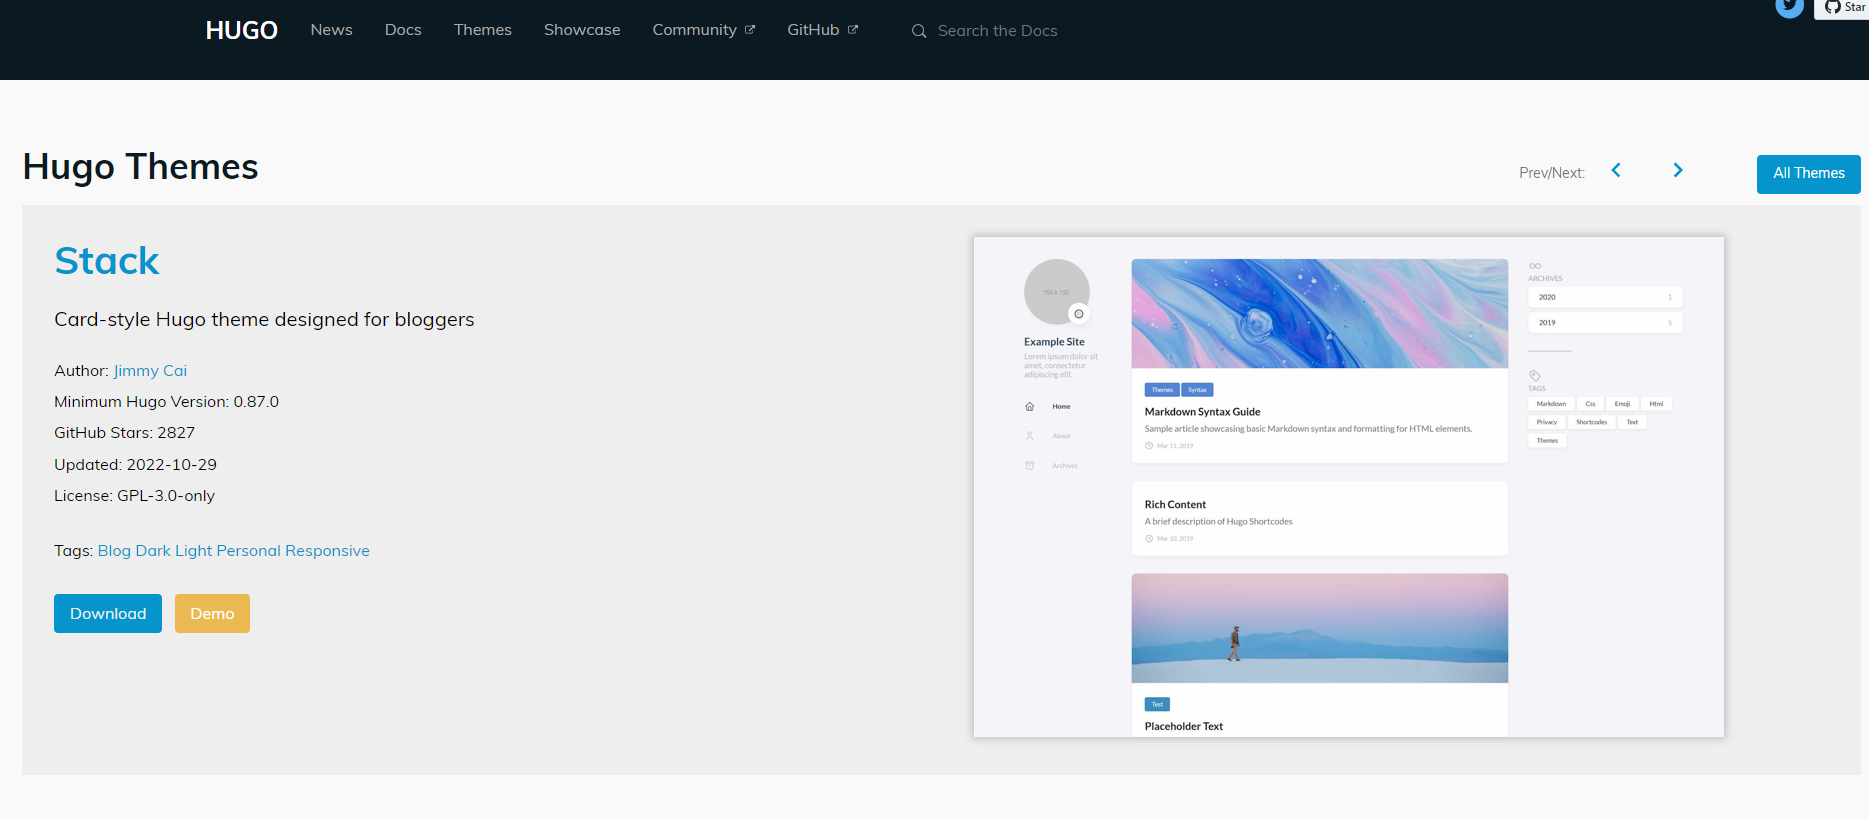 HUGO News Docs Themes Showcase Community GitHub Search the Docs
Star
Hugo Themes
Prev/Next:
All Themes
Stack
Card-style Hugo theme designed for bloggers
Author: Jimmy Cai
Minimum Hugo Version: 0.87.0
GitHub Stars: 2827
Updated: 2022-10-29
License: GPL-3.0-only
Tags: Blog Dark Light Personal Responsive
Download Demo
150 x 150
Example Site
Lorem ipsum dolor sit
amet, consectetur
adipiscing elit.
Home
About
Archives
Themes Syntax
Markdown Syntax Guide
Sample article showcasing basic Markdown syntax and formatting for HTML elements.
Mar 11, 2019
Rich Content
A brief description of Hugo Shortcodes
Mar 10, 2019
Test
Placeholder Text
ARCHIVES
2020 1
2019 5
TAGS
Markdown Css Emoji Html
Privacy Shortcodes Text
Themes